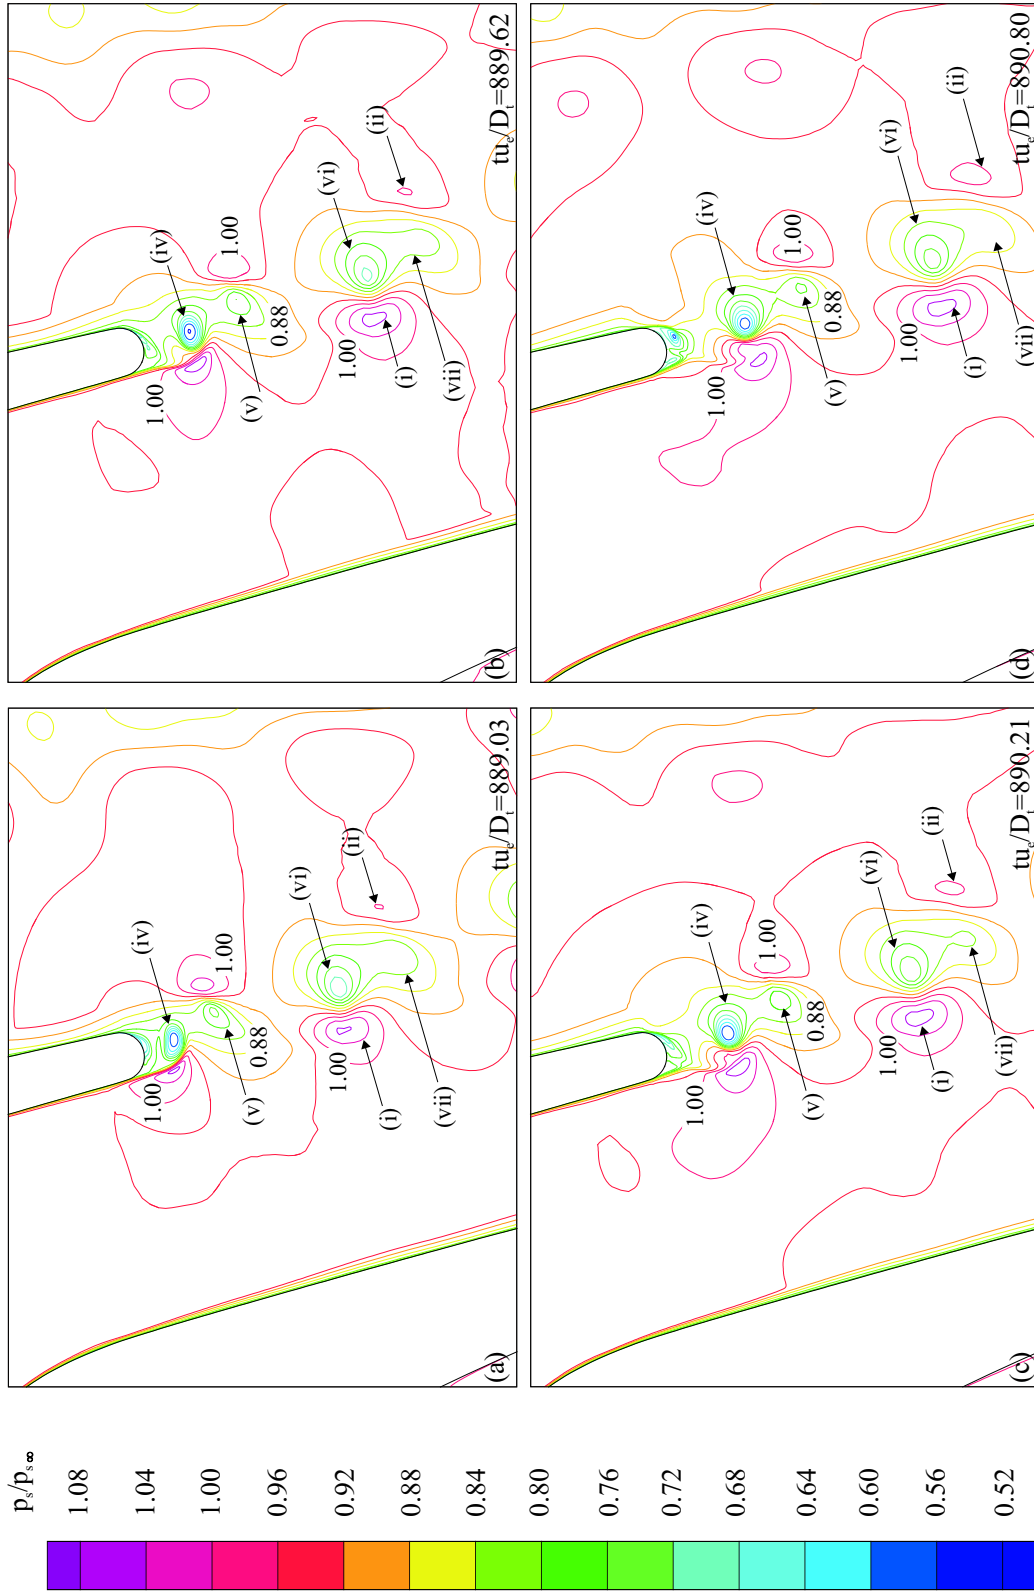 p_s/p_s∞
1.08
1.04
1.00
0.96
0.92
0.88
0.84
0.80
0.76
0.72
0.68
0.64
0.60
0.56
0.52
(a)
tu_e/D_t=889.03
(iv)
1.00
1.00
(v)
0.88
(vi)
1.00
(ii)
(i)
(vii)
(b)
tu_e/D_t=889.62
(iv)
1.00
1.00
(v)
0.88
(vi)
1.00
(ii)
(i)
(vii)
(c)
tu_e/D_t=890.21
(iv)
1.00
1.00
(v)
0.88
(vi)
1.00
(ii)
(i)
(vii)
(d)
tu_e/D_t=890.80
(iv)
1.00
1.00
(v)
0.88
(vi)
1.00
(ii)
(i)
(vii)